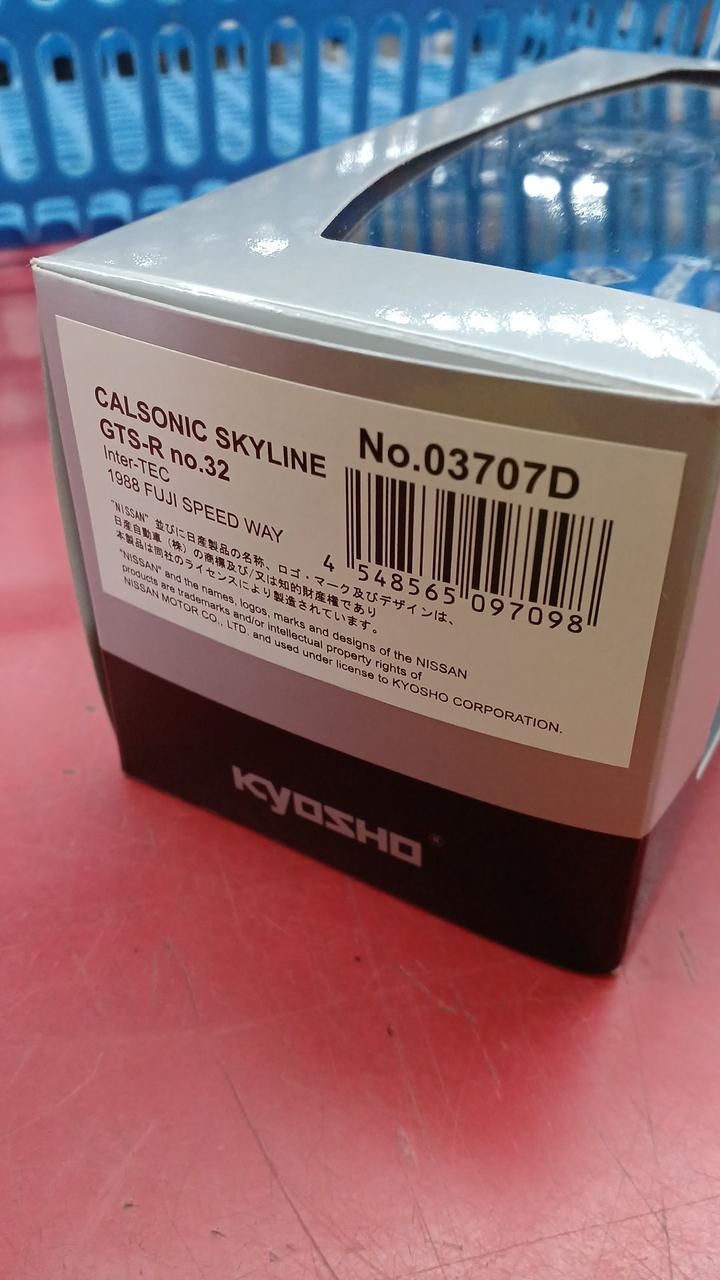 CALSONIC SKYLINE
GTS-R no.32
Inter-TEC
1988 FUJI SPEED WAY
No.03707D
4 548565 097098
"NISSAN" 並びに日産製品の名称、ロゴ・マーク及びデザインは、
日産自動車（株）の商標及び/又は知的財産権であり
本製品は同社のライセンスにより製造されています。
"NISSAN" and the names, logos, marks and designs of the NISSAN
products are trademarks and/or intellectual property rights of
NISSAN MOTOR CO., LTD. and used under license to KYOSHO CORPORATION.
KYOSHO